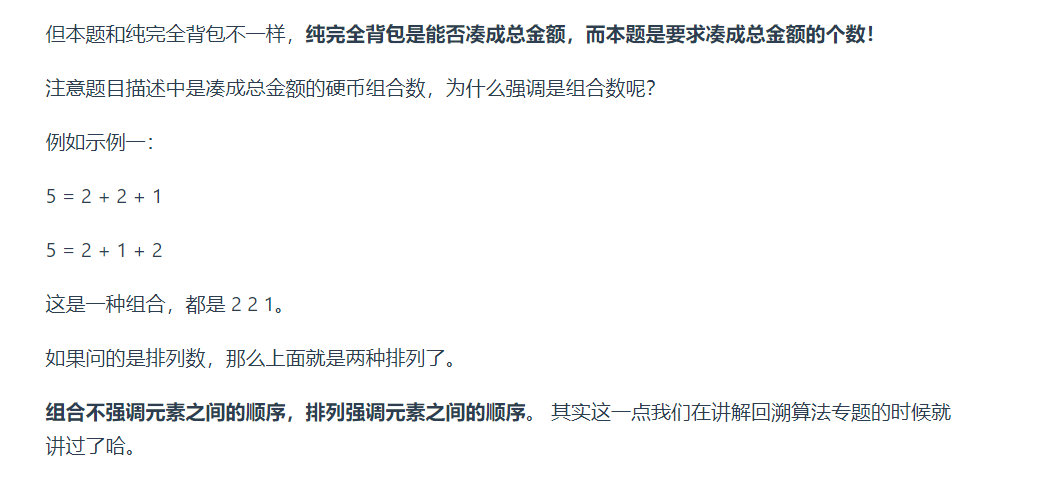 但本题和纯完全背包不一样，纯完全背包是能否凑成总金额，而本题是要求凑成总金额的个数！
注意题目描述中是凑成总金额的硬币组合数，为什么强调是组合数呢？
例如示例一：
5 = 2 + 2 + 1
5 = 2 + 1 + 2
这是一种组合，都是 2 2 1。
如果问的是排列数，那么上面就是两种排列了。
组合不强调元素之间的顺序，排列强调元素之间的顺序。 其实这一点我们在讲解回溯算法专题的时候就
讲过了哈。